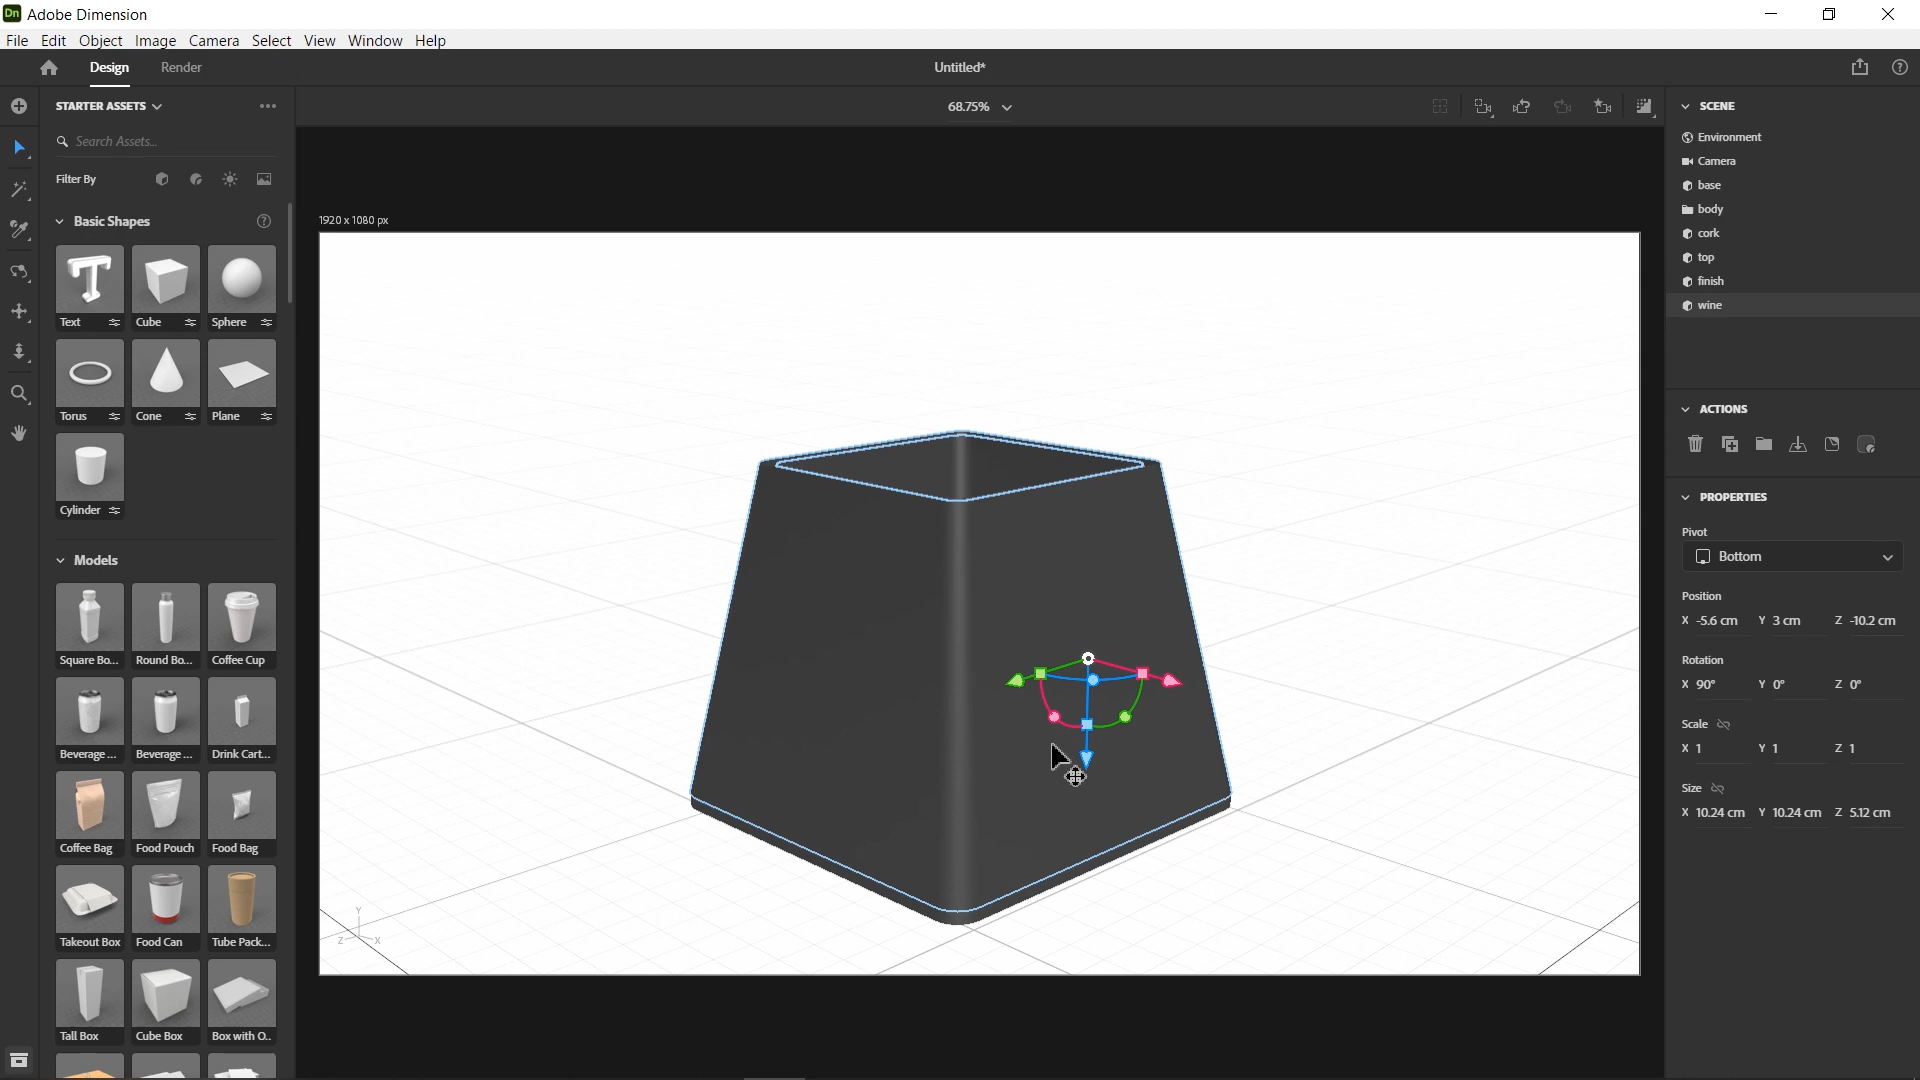 Adobe Dimension
File Edit Object Image Camera Select View Window Help
Design Render Untitled*
STARTER ASSETS
68.75%
Search Assets...
Filter By
Basic Shapes
Text Cube Sphere
Torus Cone Plane
Cylinder
Models
Square Bo... Round Bo... Coffee Cup
Beverage ... Beverage ... Drink Cart...
Coffee Bag Food Pouch Food Bag
Takeout Box Food Can Tube Pack...
Tall Box Cube Box Box with O..
1920 x 1080 px
Y
Z X
SCENE
Environment
Camera
base
body
cork
top
finish
wine
ACTIONS
PROPERTIES
Pivot
Bottom
Position
X -5.6 cm Y 3 cm Z -10.2 cm
Rotation
X 90° Y 0° Z 0°
Scale
X 1 Y 1 Z 1
Size
X 10.24 cm Y 10.24 cm Z 5.12 cm